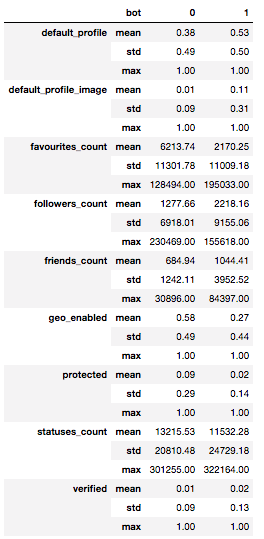 bot 0 1
default_profile mean 0.38 0.53
std 0.49 0.50
max 1.00 1.00
default_profile_image mean 0.01 0.11
std 0.09 0.31
max 1.00 1.00
favourites_count mean 6213.74 2170.25
std 11301.78 11009.18
max 128494.00 195033.00
followers_count mean 1277.66 2218.16
std 6918.01 9155.06
max 230469.00 155618.00
friends_count mean 684.94 1044.41
std 1242.11 3952.52
max 30896.00 84397.00
geo_enabled mean 0.58 0.27
std 0.49 0.44
max 1.00 1.00
protected mean 0.09 0.02
std 0.29 0.14
max 1.00 1.00
statuses_count mean 13215.53 11532.28
std 20810.48 24729.18
max 301255.00 322164.00
verified mean 0.01 0.02
std 0.09 0.13
max 1.00 1.00